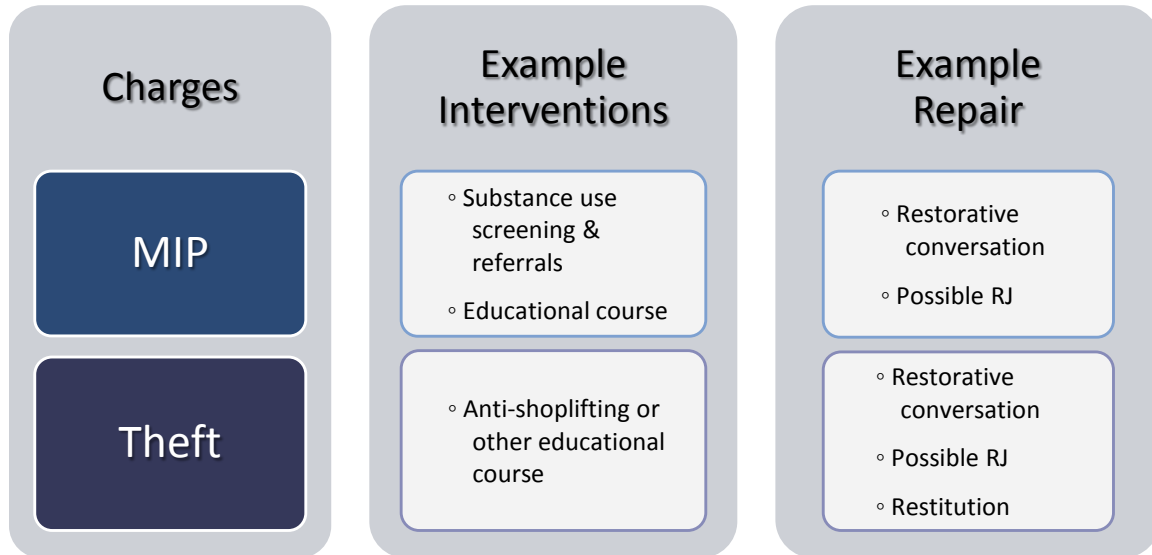 Charges
MIP
Theft
Example
Interventions
◦ Substance use
screening &
referrals
◦ Educational course
◦ Anti-shoplifting or
other educational
course
Example
Repair
◦ Restorative
conversation
◦ Possible RJ
◦ Restorative
conversation
◦ Possible RJ
◦ Restitution